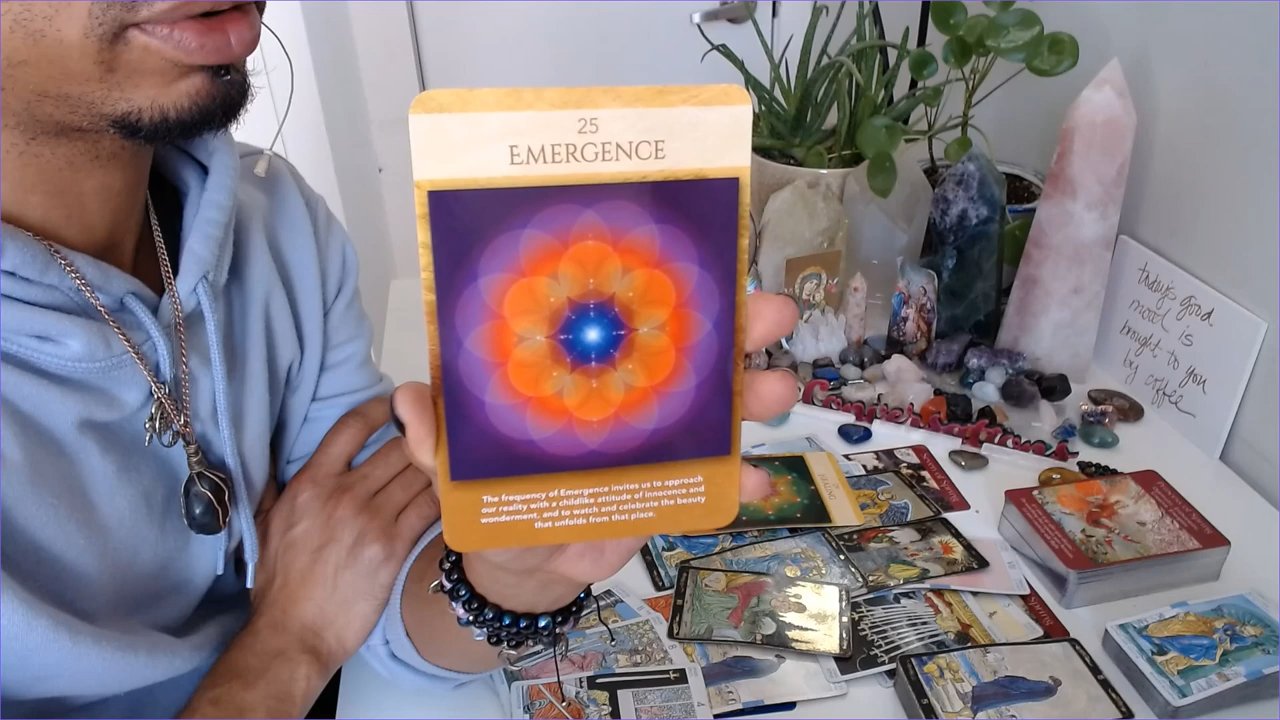 25
EMERGENCE
The frequency of Emergence invites us to approach
our reality with a childlike attitude of innocence and
wonderment, and to watch and celebrate the beauty
that unfolds from that place.
today's good
mood is
brought to you
by coffee